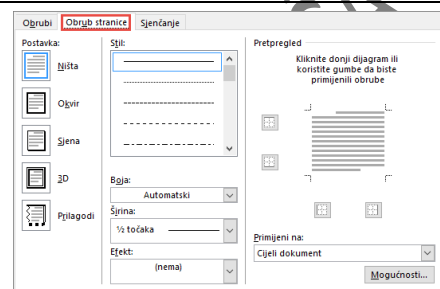 Obrubi Obrub stranice Sjenčanje
Postavka:
Ništa
Okvir
Sjena
3D
Prilagodi
Stil:
Boja:
Automatski
Širina:
½ točaka
Efekt:
(nema)
Pretpregled
Kliknite donji dijagram ili
koristite gumbe da biste
primijenili obrube
Primijeni na:
Cijeli dokument
Mogućnosti...